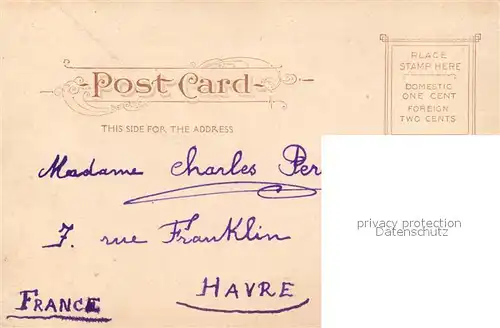 Post Card
PLACE
STAMP HERE
DOMESTIC
ONE CENT
FOREIGN
TWO CENTS
THIS SIDE FOR THE ADDRESS
Madame Charles Per
7. rue Franklin
HAVRE
FRANCE
privacy protection
Datenschutz